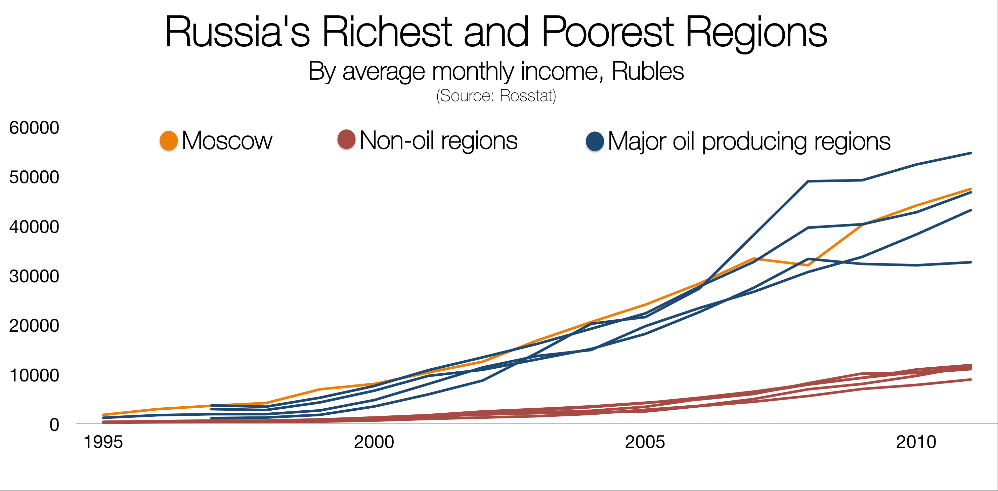 Russia's Richest and Poorest Regions
By average monthly income, Rubles
(Source: Rosstat)
60000
Moscow
Non-oil regions
Major oil producing regions
50000
40000
30000
20000
10000
0
1995
2000
2005
2010